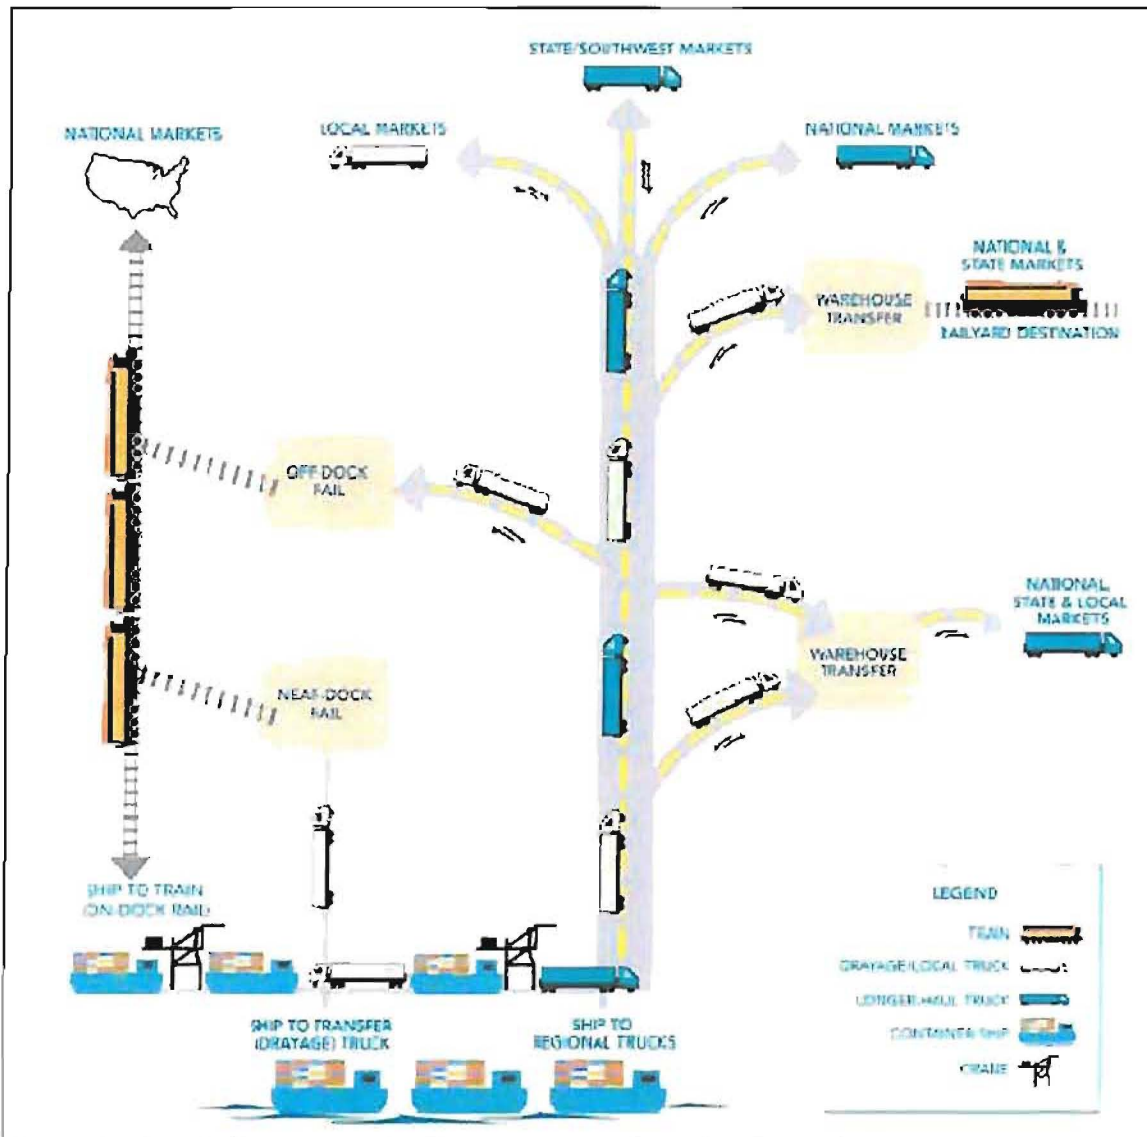 STATE/SOUTHWEST MARKETS
NATIONAL MARKETS
LOCAL MARKETS
NATIONAL MARKETS
NATIONAL &
STATE MARKETS
WAREHOUSE
TRANSFER
RAILYARD DESTINATION
OFF-DOCK
RAIL
NATIONAL,
STATE & LOCAL
MARKETS
WAREHOUSE
TRANSFER
NEAR-DOCK
RAIL
SHIP TO TRAIN
(ON-DOCK RAIL)
SHIP TO TRANSFER
(DRAYAGE) TRUCK
SHIP TO
REGIONAL TRUCKS
LEGEND
TRAIN
DRAYAGE/LOCAL TRUCK
LONGER-HAUL TRUCK
CONTAINER SHIP
CRANE